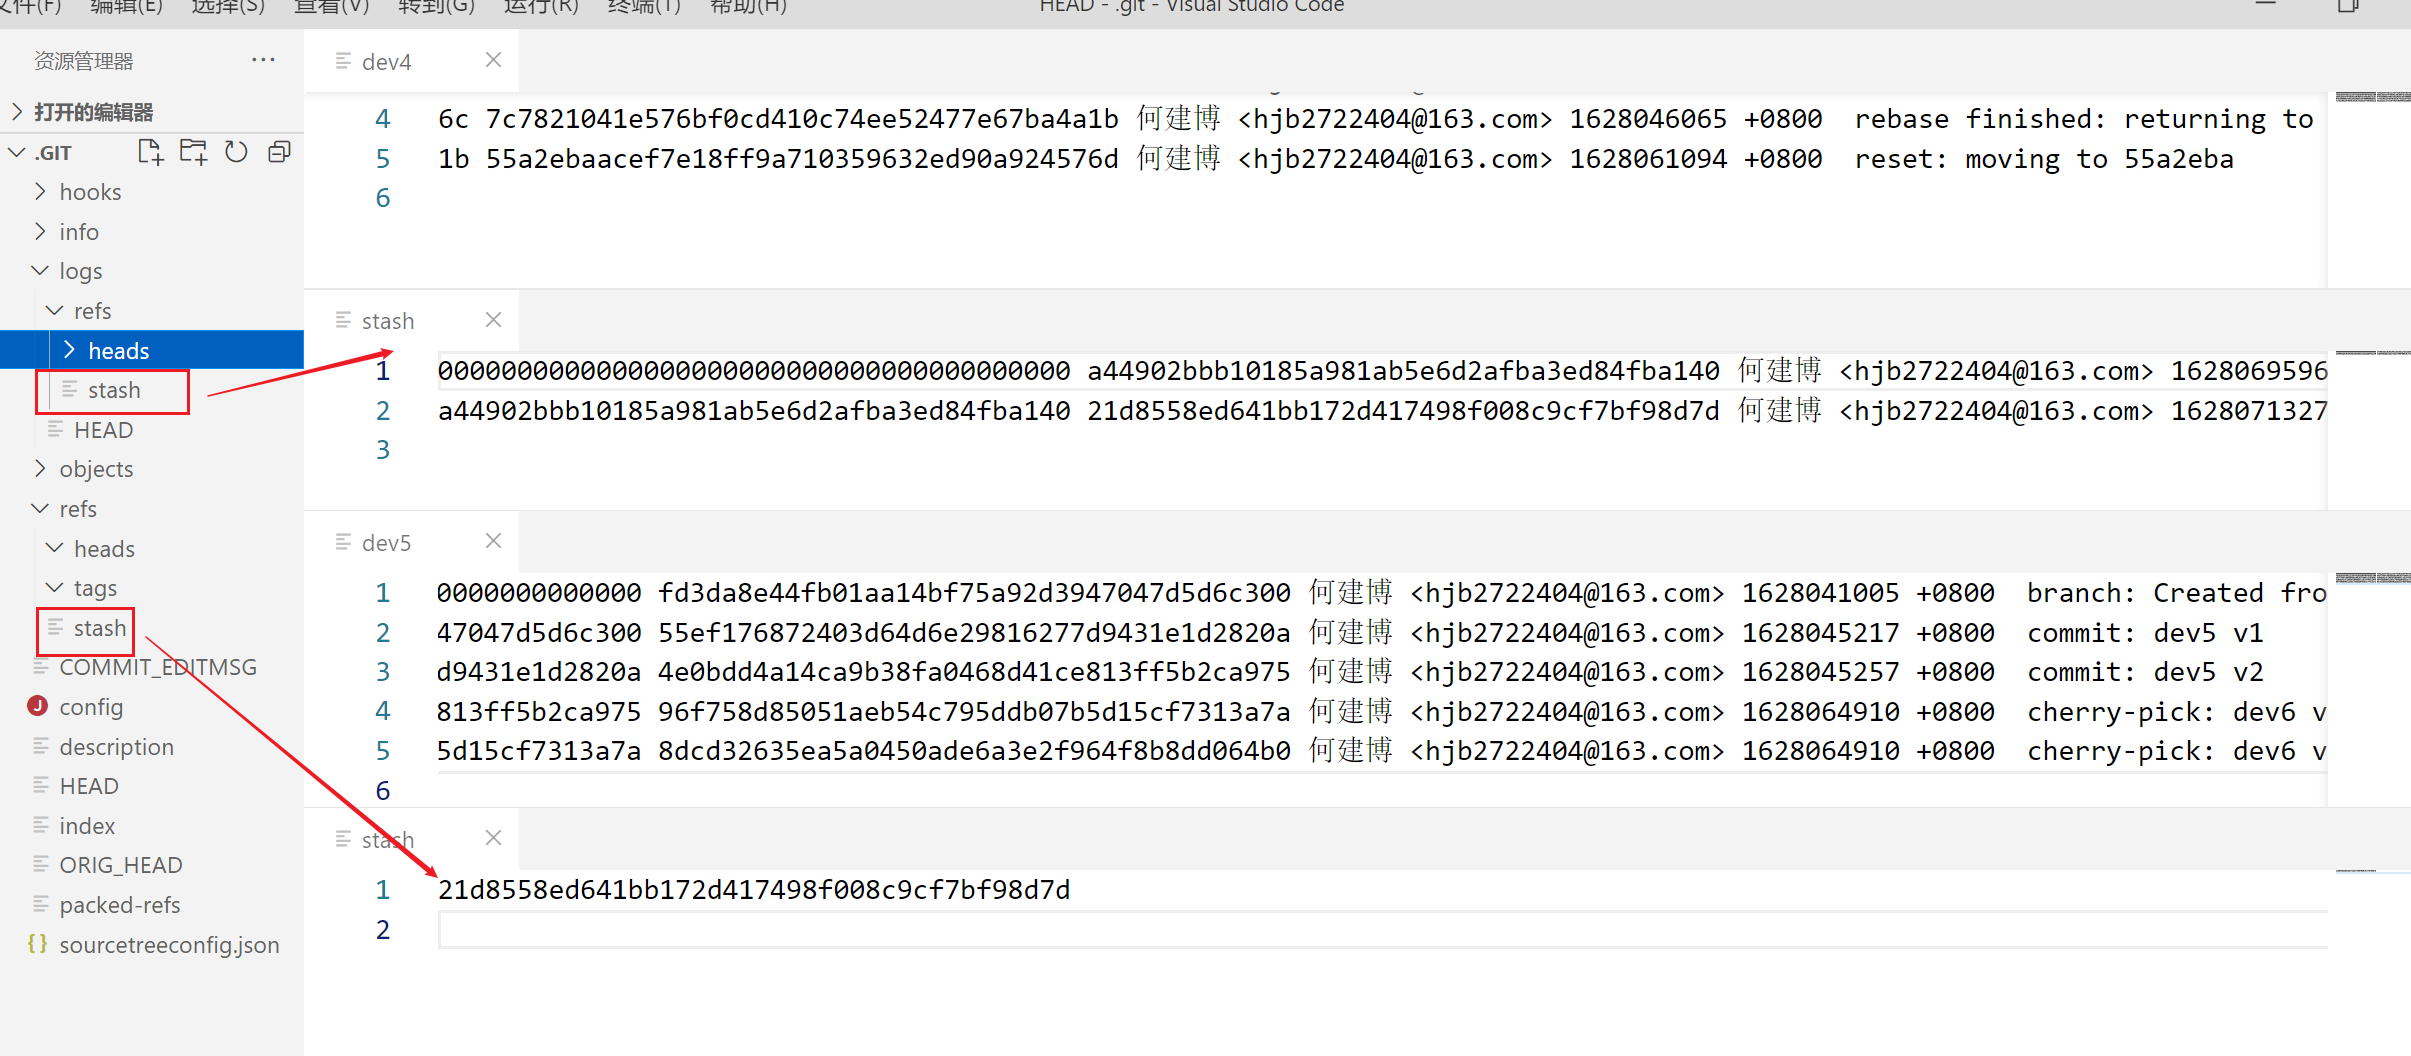 文件(F) 编辑(E) 选择(S) 查看(V) 转到(G) 运行(R) 终端(T) 帮助(H) HEAD - .git - Visual Studio Code
资源管理器 ···
打开的编辑器
.GIT
hooks
info
logs
refs
heads
stash
HEAD
objects
refs
heads
tags
stash
COMMIT_EDITMSG
config
description
HEAD
index
ORIG_HEAD
packed-refs
{} sourcetreeconfig.json
dev4
4 6c 7c7821041e576bf0cd410c74ee52477e67ba4a1b 何建博 <hjb2722404@163.com> 1628046065 +0800 rebase finished: returning to
5 1b 55a2ebaacef7e18ff9a710359632ed90a924576d 何建博 <hjb2722404@163.com> 1628061094 +0800 reset: moving to 55a2eba
6
stash
1 0000000000000000000000000000000000000000 a44902bbb10185a981ab5e6d2afba3ed84fba140 何建博 <hjb2722404@163.com> 1628069596
2 a44902bbb10185a981ab5e6d2afba3ed84fba140 21d8558ed641bb172d417498f008c9cf7bf98d7d 何建博 <hjb2722404@163.com> 1628071327
3
dev5
1 0000000000000 fd3da8e44fb01aa14bf75a92d3947047d5d6c300 何建博 <hjb2722404@163.com> 1628041005 +0800 branch: Created fro
2 47047d5d6c300 55ef176872403d64d6e29816277d9431e1d2820a 何建博 <hjb2722404@163.com> 1628045217 +0800 commit: dev5 v1
3 d9431e1d2820a 4e0bdd4a14ca9b38fa0468d41ce813ff5b2ca975 何建博 <hjb2722404@163.com> 1628045257 +0800 commit: dev5 v2
4 813ff5b2ca975 96f758d85051aeb54c795ddb07b5d15cf7313a7a 何建博 <hjb2722404@163.com> 1628064910 +0800 cherry-pick: dev6 v
5 5d15cf7313a7a 8dcd32635ea5a0450ade6a3e2f964f8b8dd064b0 何建博 <hjb2722404@163.com> 1628064910 +0800 cherry-pick: dev6 v
6
stash
1 21d8558ed641bb172d417498f008c9cf7bf98d7d
2